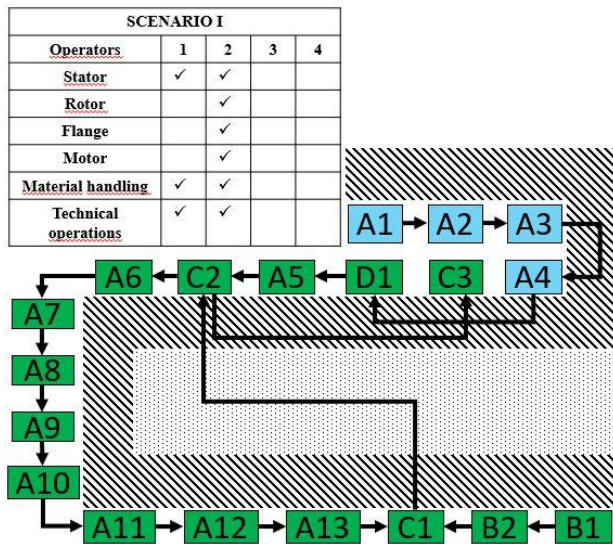 SCENARIO I
Operators 1 2 3 4
Stator ✓ ✓
Rotor ✓
Flange ✓
Motor ✓
Material handling ✓ ✓
Technical operations ✓ ✓
A1 A2 A3
A6 C2 A5 D1 C3 A4
A7
A8
A9
A10
A11 A12 A13 C1 B2 B1